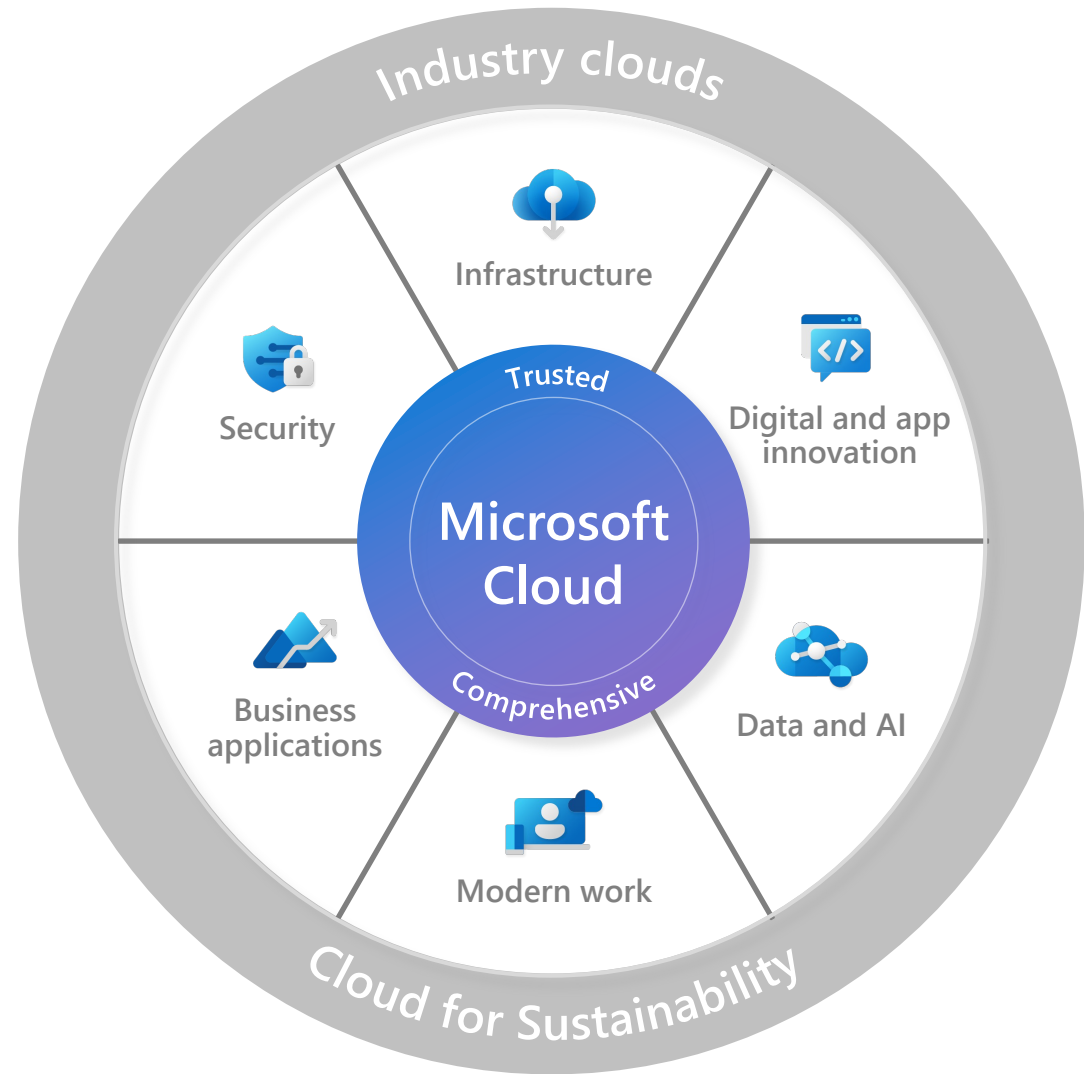 Industry clouds
Infrastructure
Digital and app
innovation
Security
Trusted
Microsoft
Cloud
Comprehensive
Business
applications
Data and AI
Modern work
Cloud for Sustainability